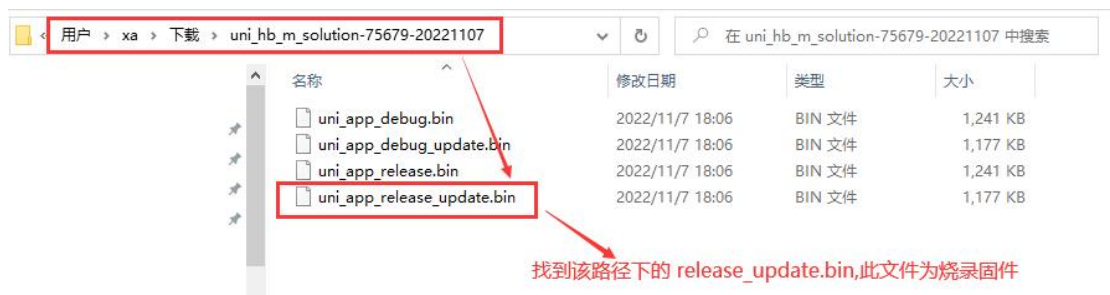 « 用户 › xa › 下载 › uni_hb_m_solution-75679-20221107
在 uni_hb_m_solution-75679-20221107 中搜索
名称 修改日期 类型 大小
uni_app_debug.bin 2022/11/7 18:06 BIN 文件 1,241 KB
uni_app_debug_update.bin 2022/11/7 18:06 BIN 文件 1,177 KB
uni_app_release.bin 2022/11/7 18:06 BIN 文件 1,241 KB
uni_app_release_update.bin 2022/11/7 18:06 BIN 文件 1,177 KB
找到该路径下的 release_update.bin,此文件为烧录固件